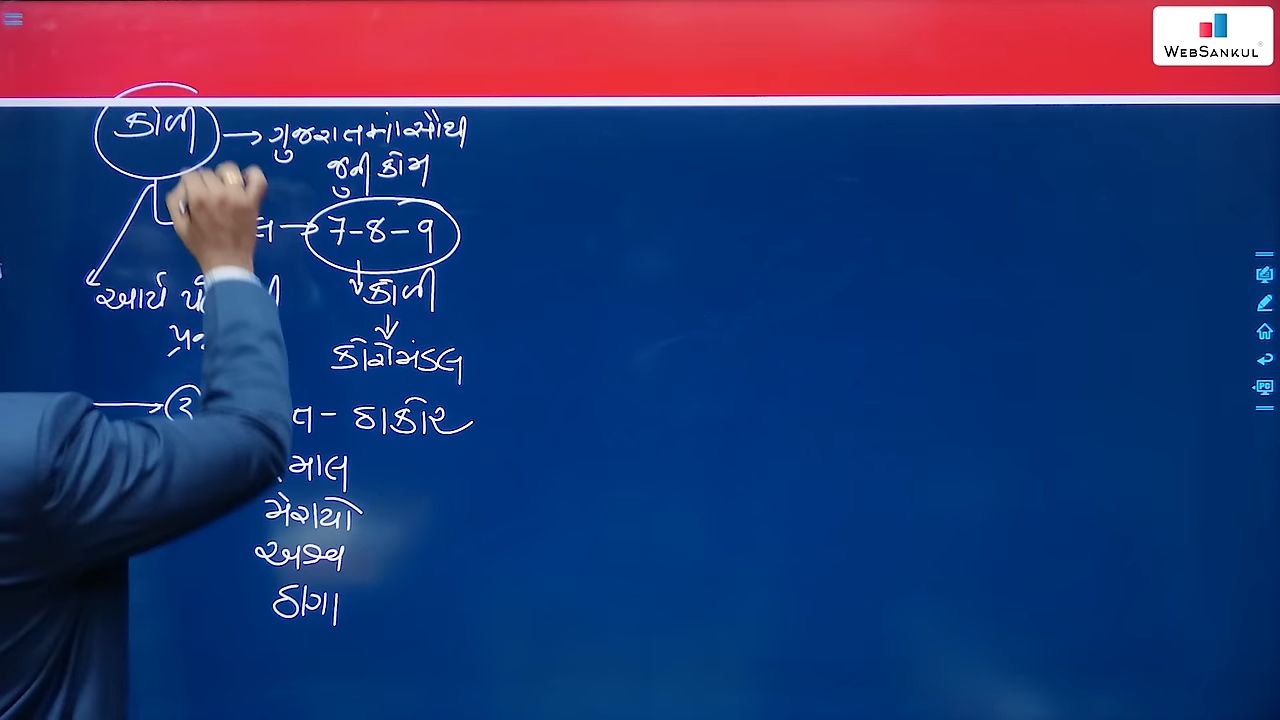 WEBSANKUL
કોળી → ગુજરાતમાં સૌથી
જુની કોમ
લ → 7-8-9
આર્ય
કોળી
કોરોમંડલ
ત - ઠાકોર
માલ
મેરાયો
અશ્વ
ઠાગા